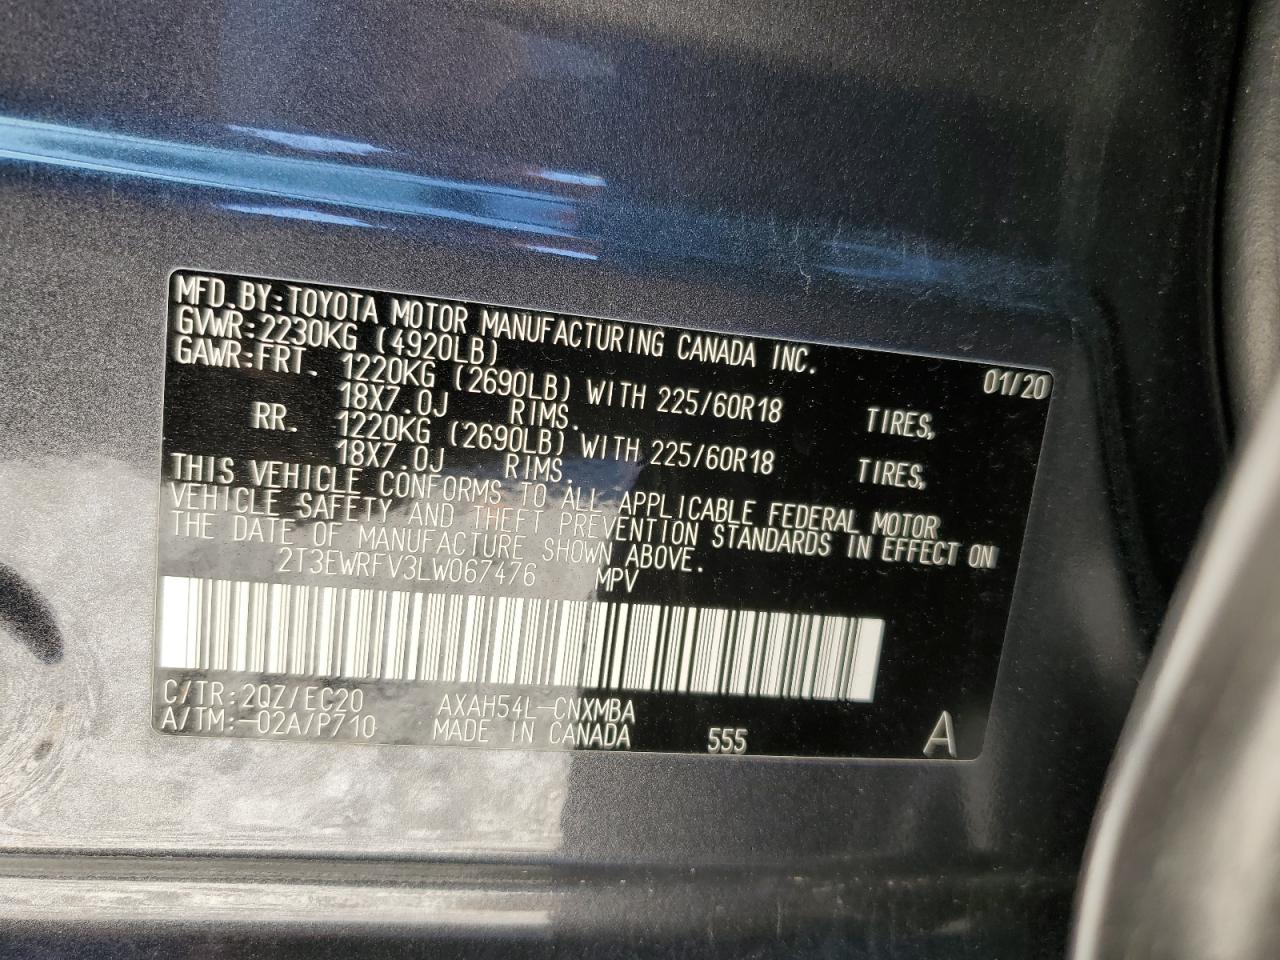 MFD.BY:TOYOTA MOTOR MANUFACTURING CANADA INC.
GVWR:2230KG (4920LB) 01/20
GAWR:FRT. 1220KG (2690LB) WITH 225/60R18 TIRES,
18X7.0J RIMS.
RR. 1220KG (2690LB) WITH 225/60R18 TIRES,
18X7.0J RIMS.
THIS VEHICLE CONFORMS TO ALL APPLICABLE FEDERAL MOTOR
VEHICLE SAFETY AND THEFT PREVENTION STANDARDS IN EFFECT ON
THE DATE OF MANUFACTURE SHOWN ABOVE.
2T3EWRFV3LW067476 MPV
C/TR:2QZ/EC20 AXAH54L-CNXMBA
A/TM:-02A/P710 MADE IN CANADA 555 A